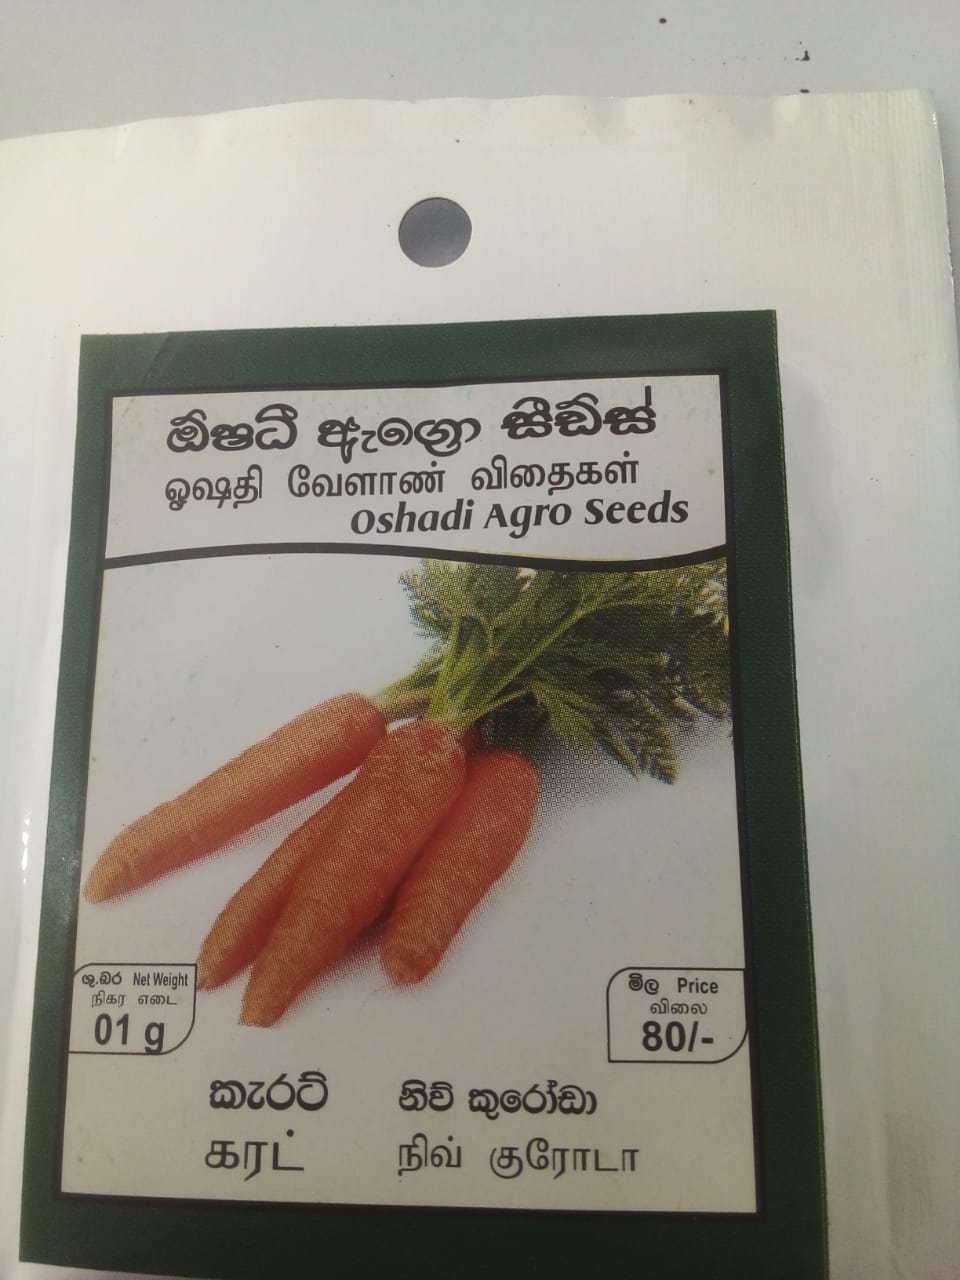 ඕෂධී ඇග්‍රො සීඩ්ස්
ஓஷதி வேளாண் விதைகள்
Oshadi Agro Seeds
ශු.බර Net Weight
நிகர எடை
01 g
මිල Price
விலை
80/-
කැරට් නිව් කුරෝඩා
கரட் நிவ் குரோடா